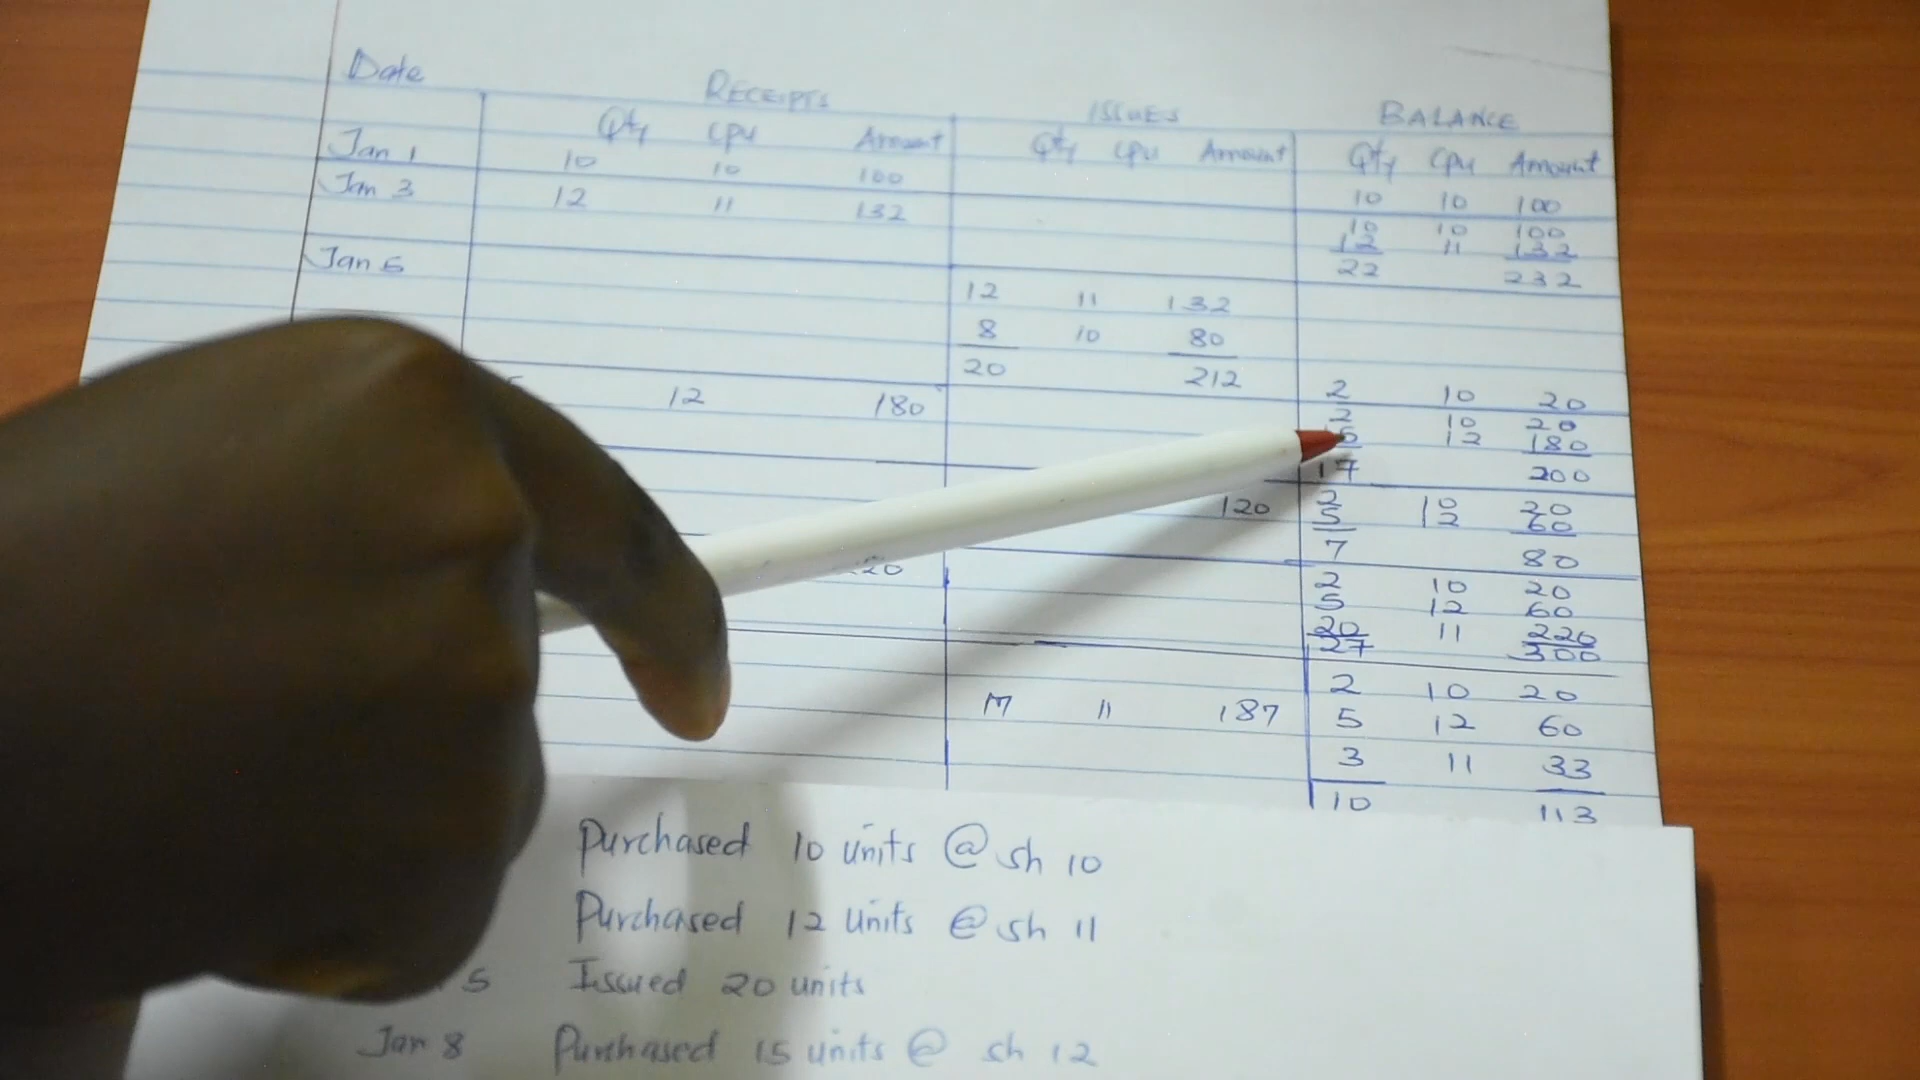 Date RECEIPTS ISSUES BALANCE
Qty Cpu Amount Qty Cpu Amount Qty Cpu Amount
Jan 1 10 10 100 10 10 100
Jan 3 12 11 132 10 10 100
12 11 132
22 232
Jan 5
12 11 132
8 10 80
20 212 2 10 20
12 180 2 10 20
12 180
17 200
120 2 10 20
5 12 60
7 80
2 10 20
5 12 60
20 11 220
27 300
2 10 20
17 11 187 5 12 60
3 11 33
10 113
Purchased 10 units @ sh 10
Purchased 12 units @ sh 11
5 Issued 20 units
Jan 8 Purchased 15 units @ sh 12